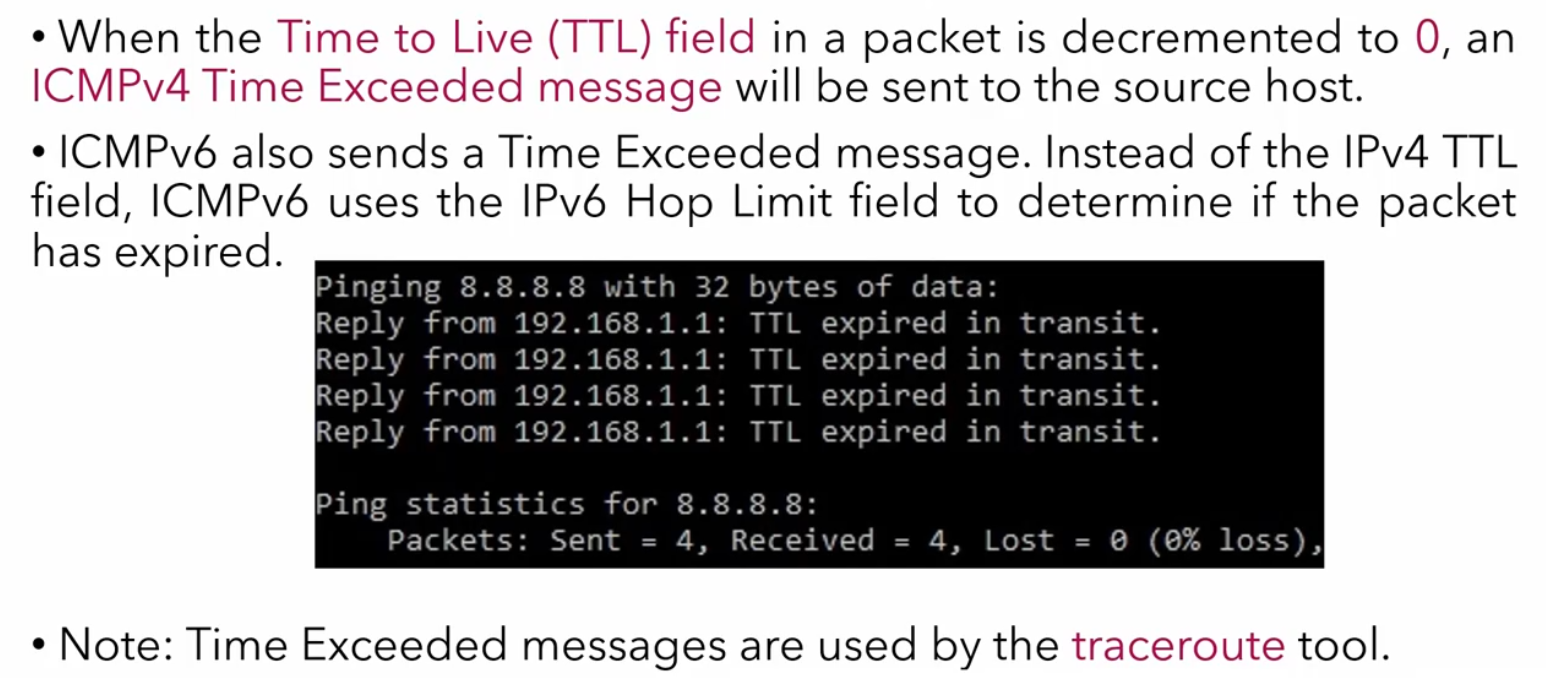 • When the Time to Live (TTL) field in a packet is decremented to 0, an
ICMPv4 Time Exceeded message will be sent to the source host.
• ICMPv6 also sends a Time Exceeded message. Instead of the IPv4 TTL
field, ICMPv6 uses the IPv6 Hop Limit field to determine if the packet
has expired.
Pinging 8.8.8.8 with 32 bytes of data:
Reply from 192.168.1.1: TTL expired in transit.
Reply from 192.168.1.1: TTL expired in transit.
Reply from 192.168.1.1: TTL expired in transit.
Reply from 192.168.1.1: TTL expired in transit.
Ping statistics for 8.8.8.8:
Packets: Sent = 4, Received = 4, Lost = 0 (0% loss),
• Note: Time Exceeded messages are used by the traceroute tool.